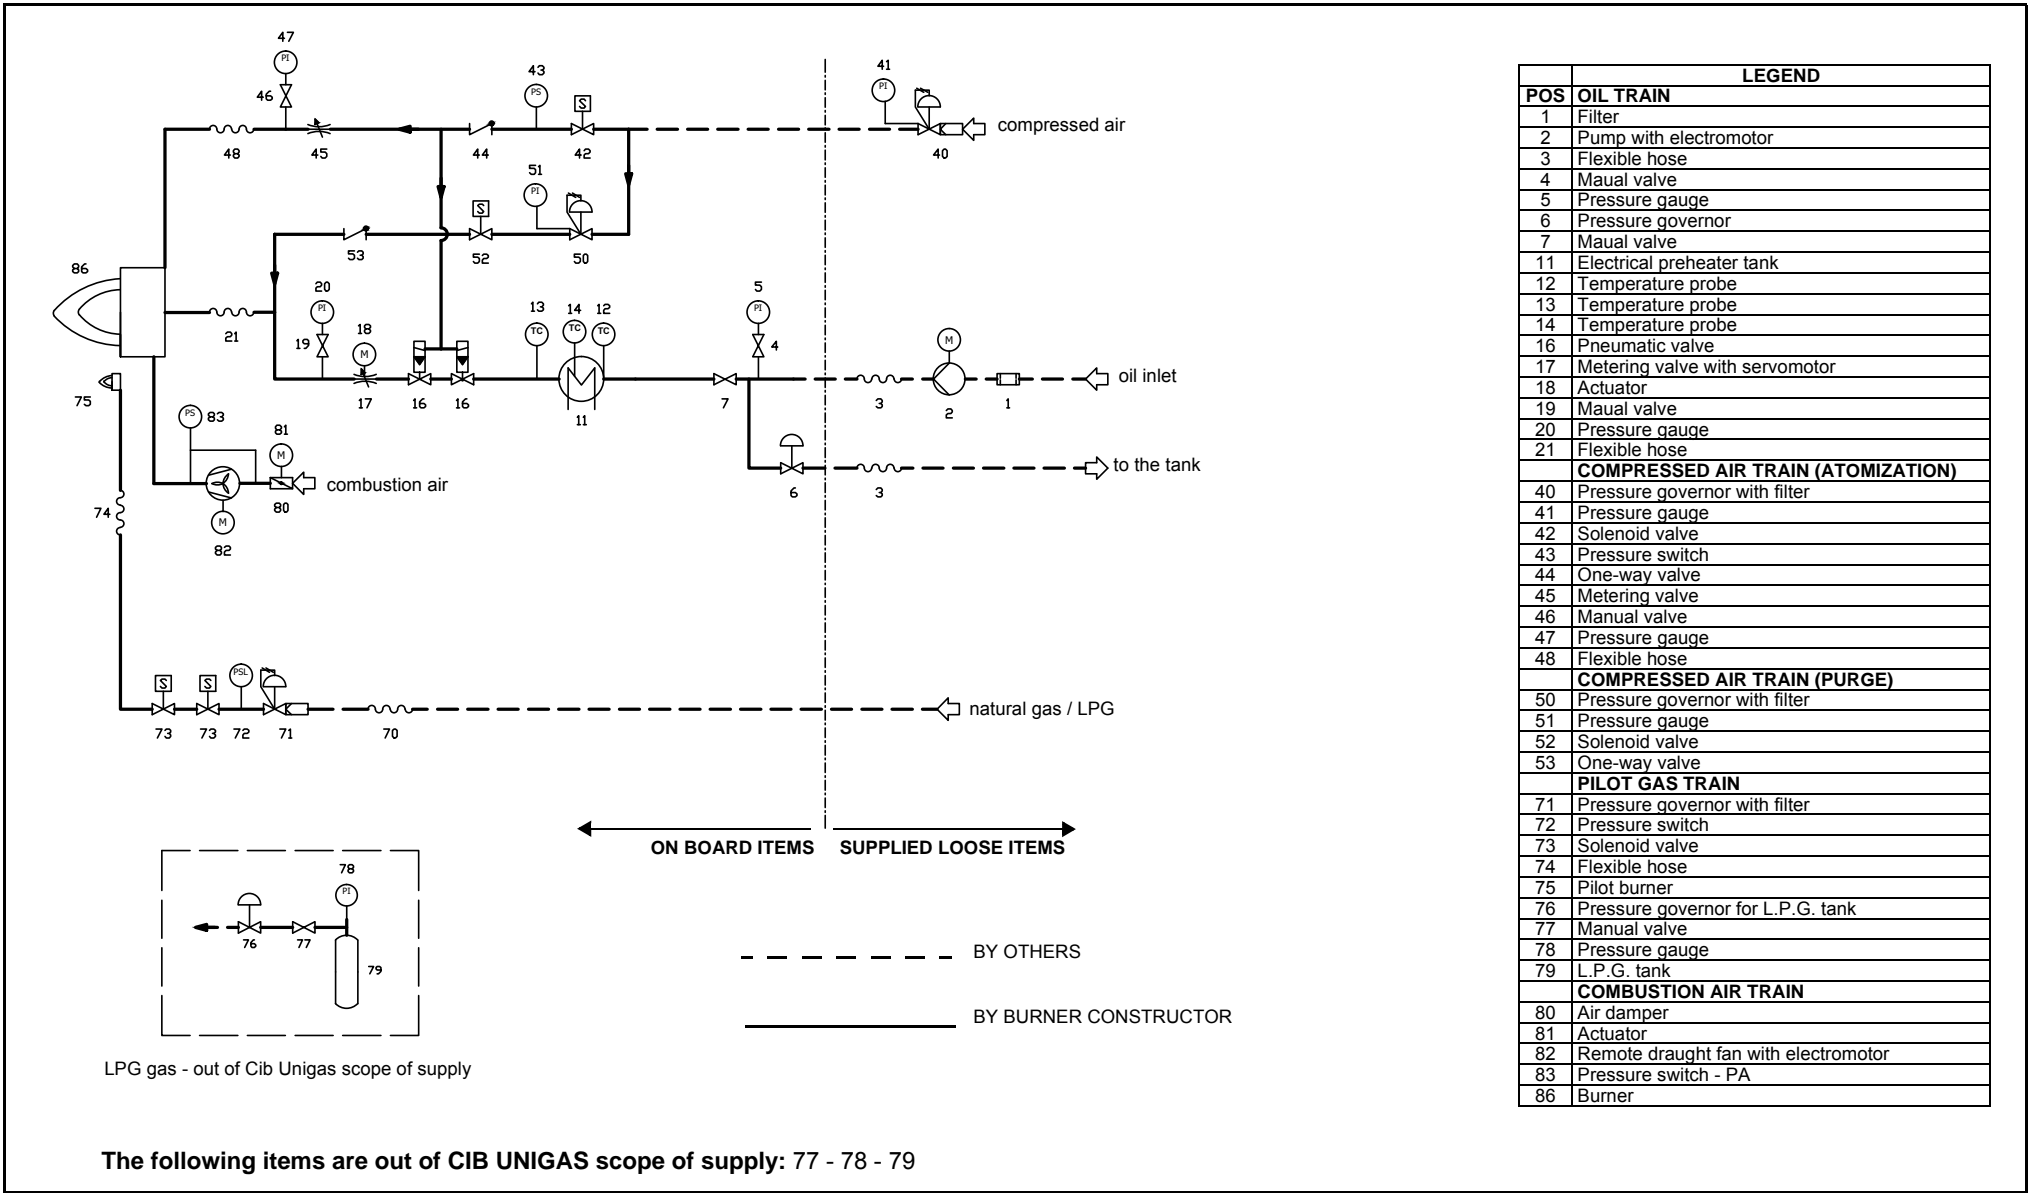 47
PI
46
48
45
44
43
PS
S
42
41
PI
40
compressed air
51
PI
S
53
52
50
86
20
PI
19
18
M
21
17
16
16
13
TC
14
TC
12
TC
11
5
PI
4
7
M
3
2
1
oil inlet
6
3
to the tank
75
PS
83
81
M
combustion air
80
M
82
74
S
S
PSL
73
73
72
71
70
natural gas / LPG
ON BOARD ITEMS
SUPPLIED LOOSE ITEMS
78
PI
76
77
79
LPG gas - out of Cib Unigas scope of supply
BY OTHERS
BY BURNER CONSTRUCTOR
The following items are out of CIB UNIGAS scope of supply: 77 - 78 - 79
LEGEND
POS OIL TRAIN
1 Filter
2 Pump with electromotor
3 Flexible hose
4 Maual valve
5 Pressure gauge
6 Pressure governor
7 Maual valve
11 Electrical preheater tank
12 Temperature probe
13 Temperature probe
14 Temperature probe
16 Pneumatic valve
17 Metering valve with servomotor
18 Actuator
19 Maual valve
20 Pressure gauge
21 Flexible hose
COMPRESSED AIR TRAIN (ATOMIZATION)
40 Pressure governor with filter
41 Pressure gauge
42 Solenoid valve
43 Pressure switch
44 One-way valve
45 Metering valve
46 Manual valve
47 Pressure gauge
48 Flexible hose
COMPRESSED AIR TRAIN (PURGE)
50 Pressure governor with filter
51 Pressure gauge
52 Solenoid valve
53 One-way valve
PILOT GAS TRAIN
71 Pressure governor with filter
72 Pressure switch
73 Solenoid valve
74 Flexible hose
75 Pilot burner
76 Pressure governor for L.P.G. tank
77 Manual valve
78 Pressure gauge
79 L.P.G. tank
COMBUSTION AIR TRAIN
80 Air damper
81 Actuator
82 Remote draught fan with electromotor
83 Pressure switch - PA
86 Burner